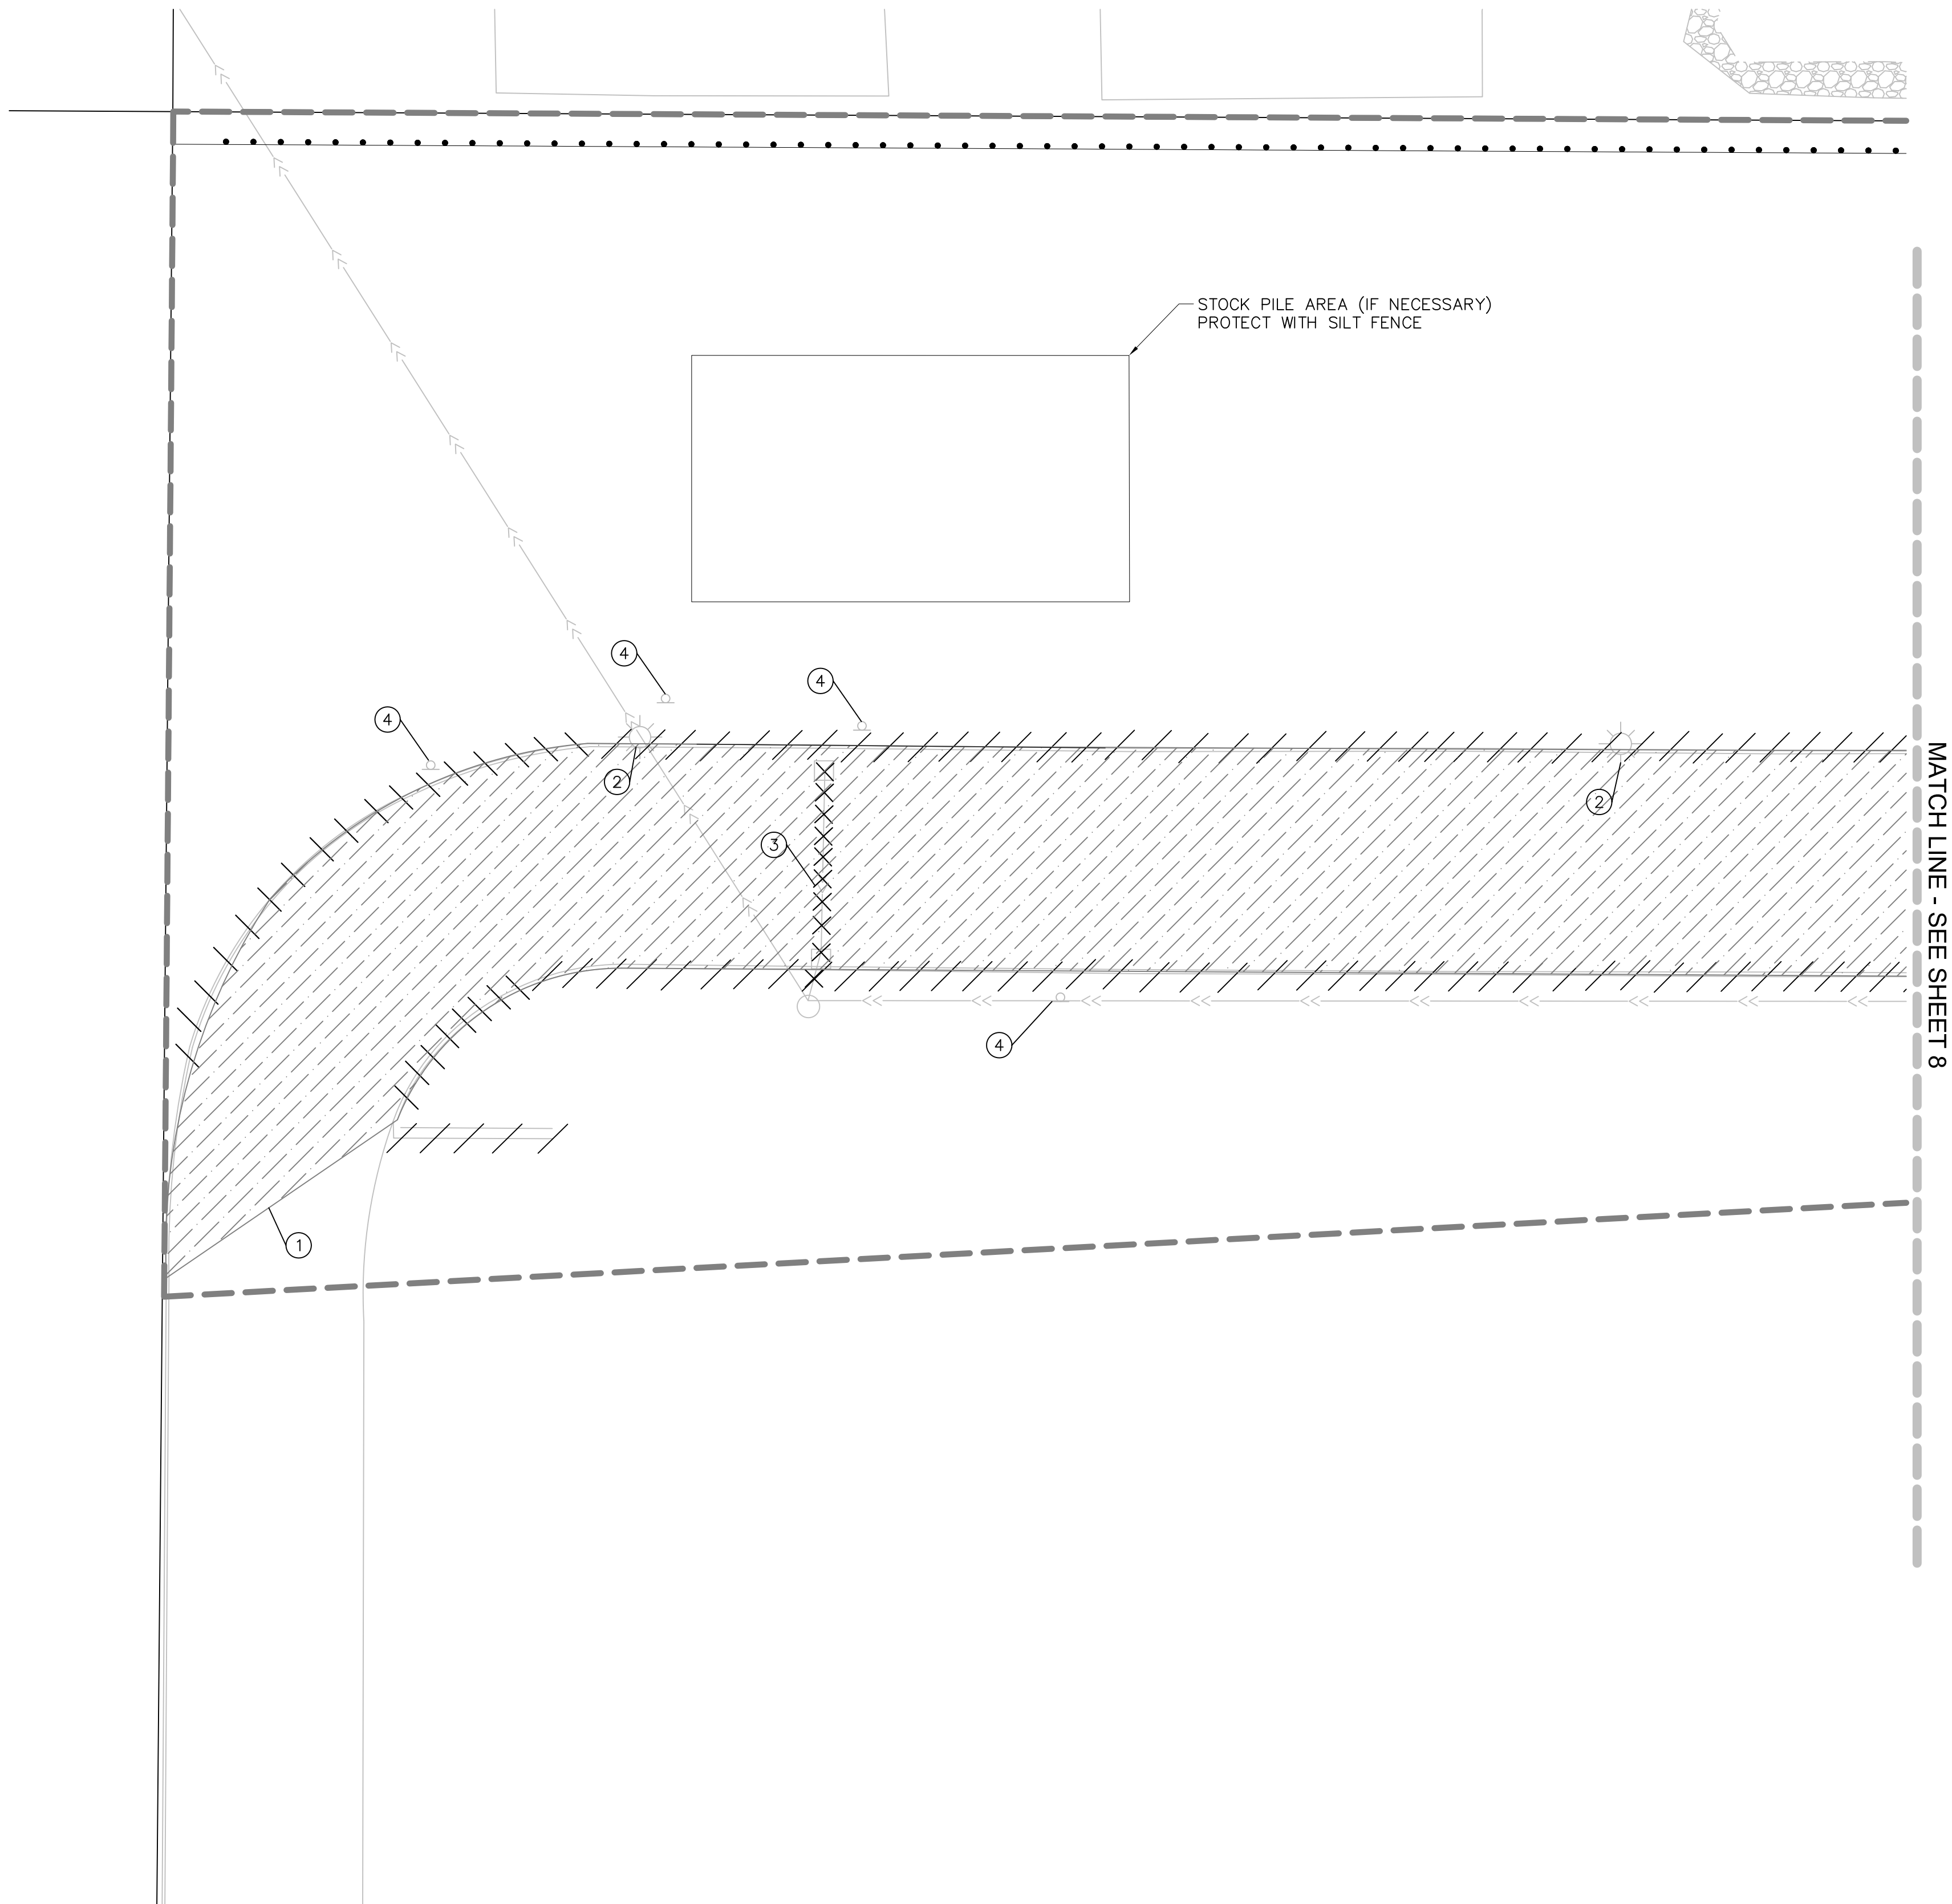 STOCK PILE AREA (IF NECESSARY)
PROTECT WITH SILT FENCE
4
4
4
2
2
3
4
1
MATCH LINE - SEE SHEET 8